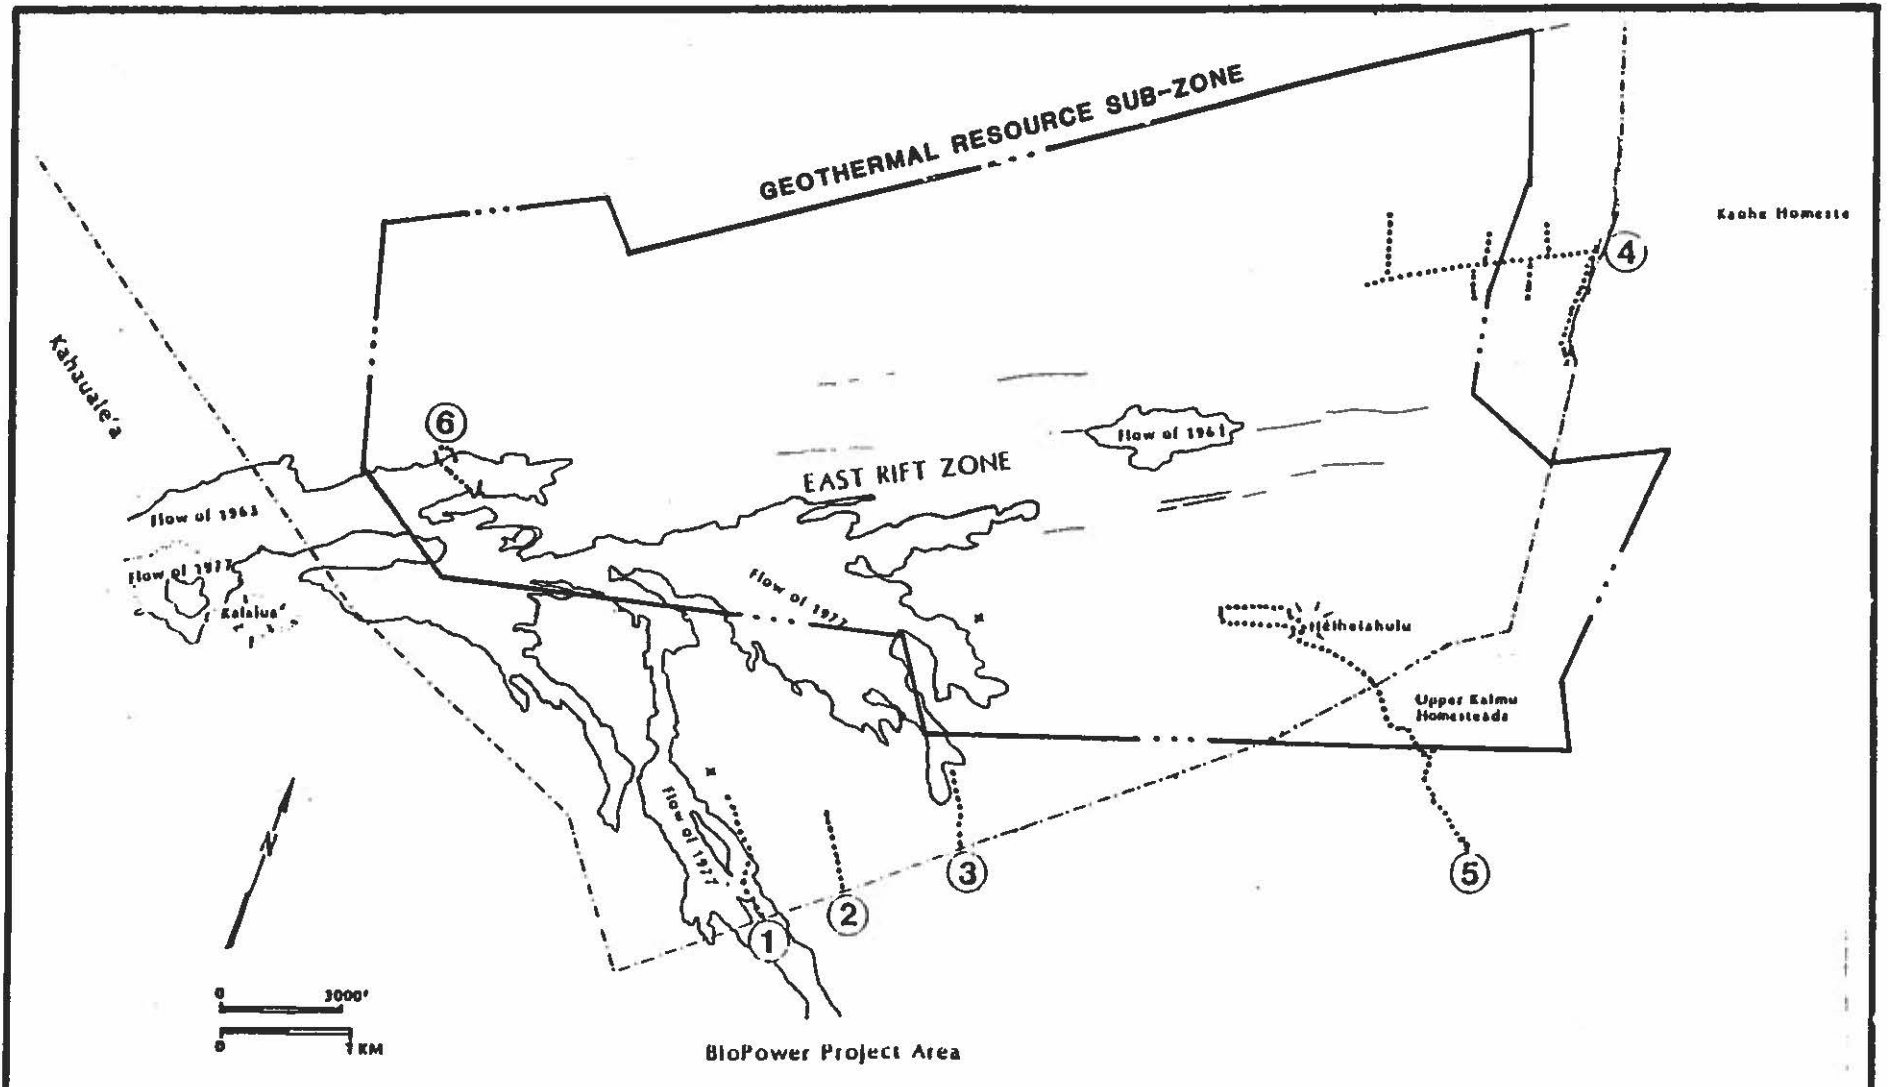 GEOTHERMAL RESOURCE SUB-ZONE
Kaohe Homeste
4
Kahauale'a
6
Flow of 1961
EAST RIFT ZONE
Flow of 1963
Flow of 1977
Kalalua
Flow of 1977
Heiheiahulu
Upper Kaimu
Homesteads
Flow of 1977
N
1
2
3
5
0 3000'
0 1 KM
BioPower Project Area